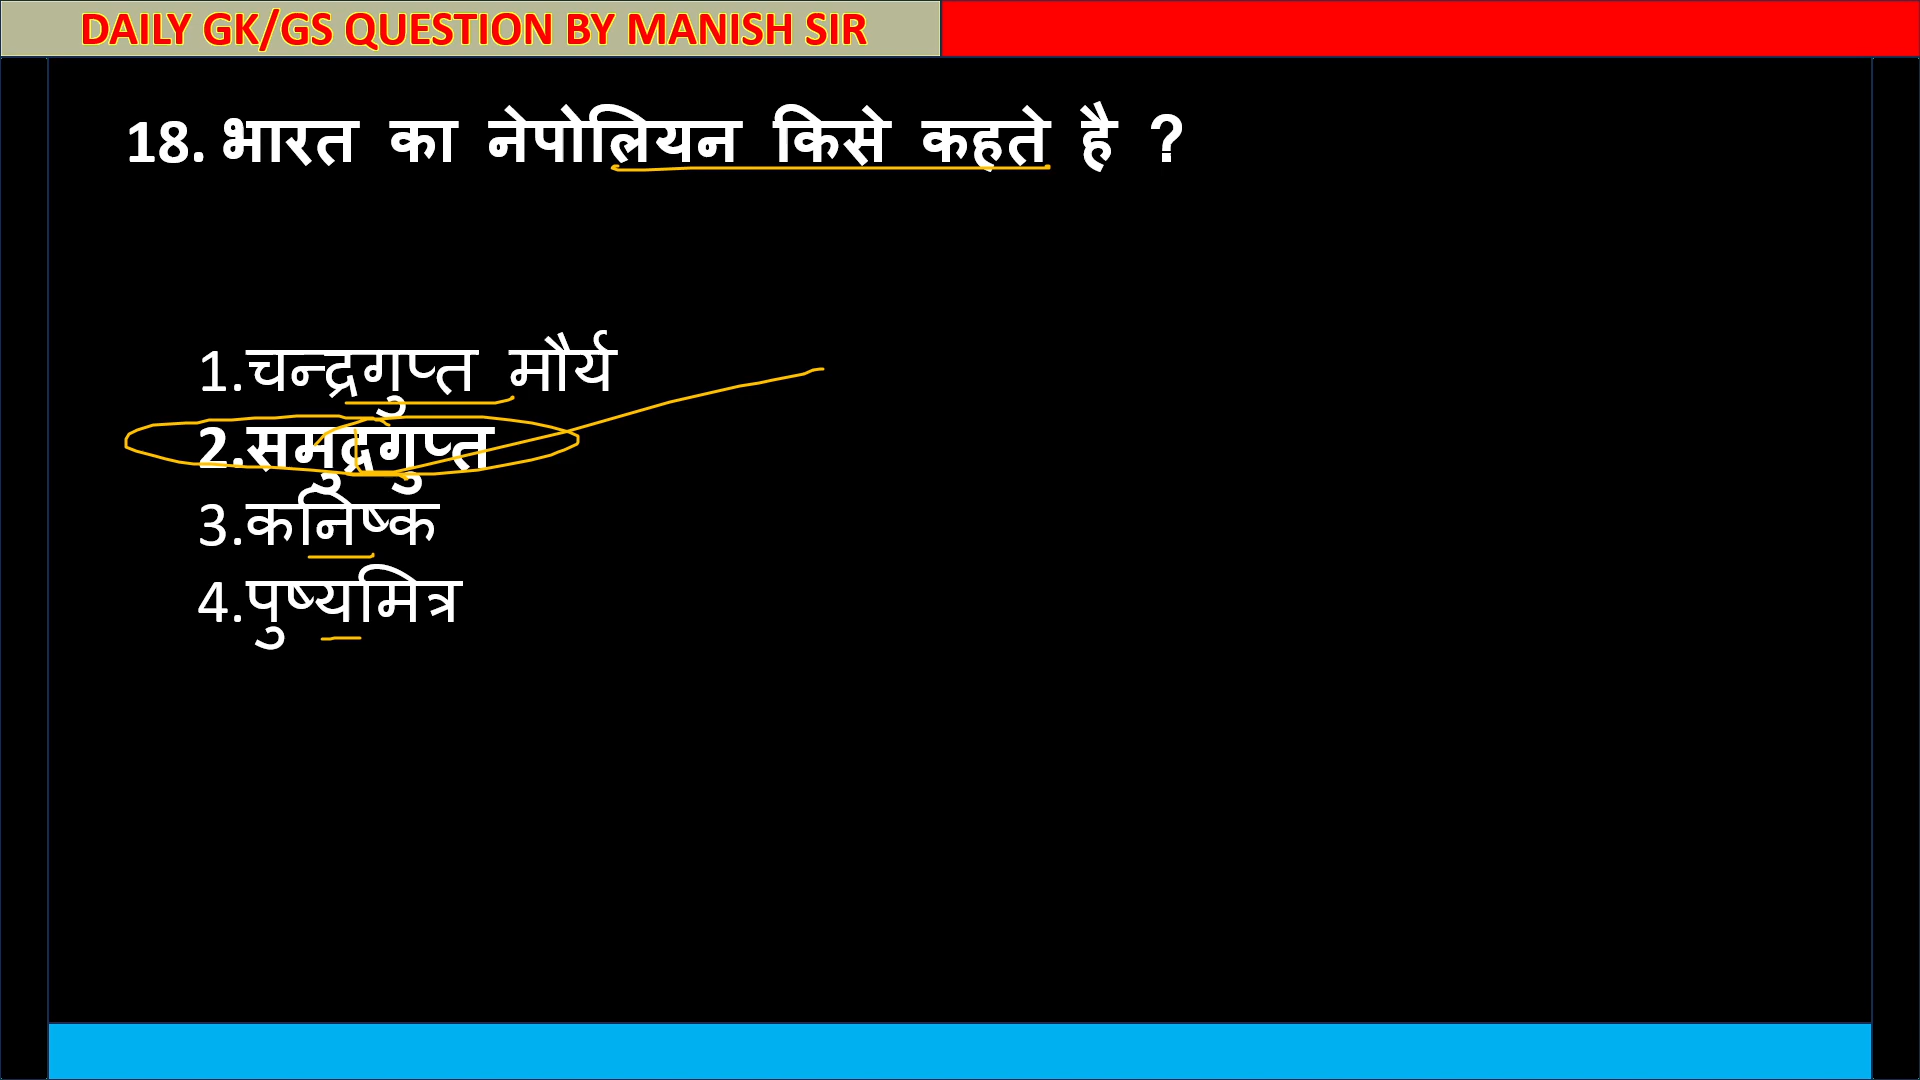 DAILY GK/GS QUESTION BY MANISH SIR
18. भारत का नेपोलियन किसे कहते है ?
1.चन्द्रगुप्त मौर्य
2.समुद्रगुप्त
3.कनिष्क
4.पुष्यमित्र